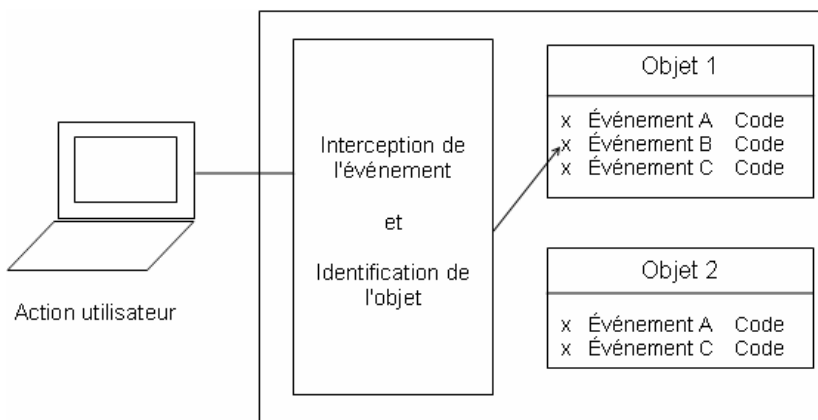 Action utilisateur
Interception de
l'événement
et
Identification de
l'objet
Objet 1
x Événement A Code
x Événement B Code
x Événement C Code
Objet 2
x Événement A Code
x Événement C Code